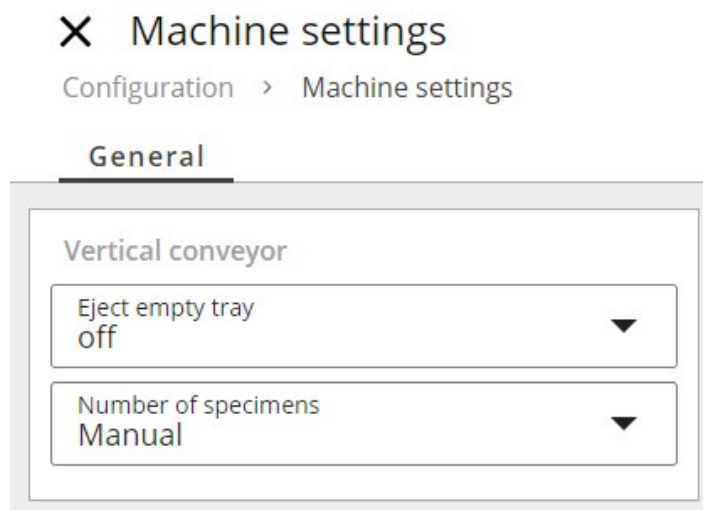 Machine settings
Configuration > Machine settings
General
Vertical conveyor
Eject empty tray
off
Number of specimens
Manual